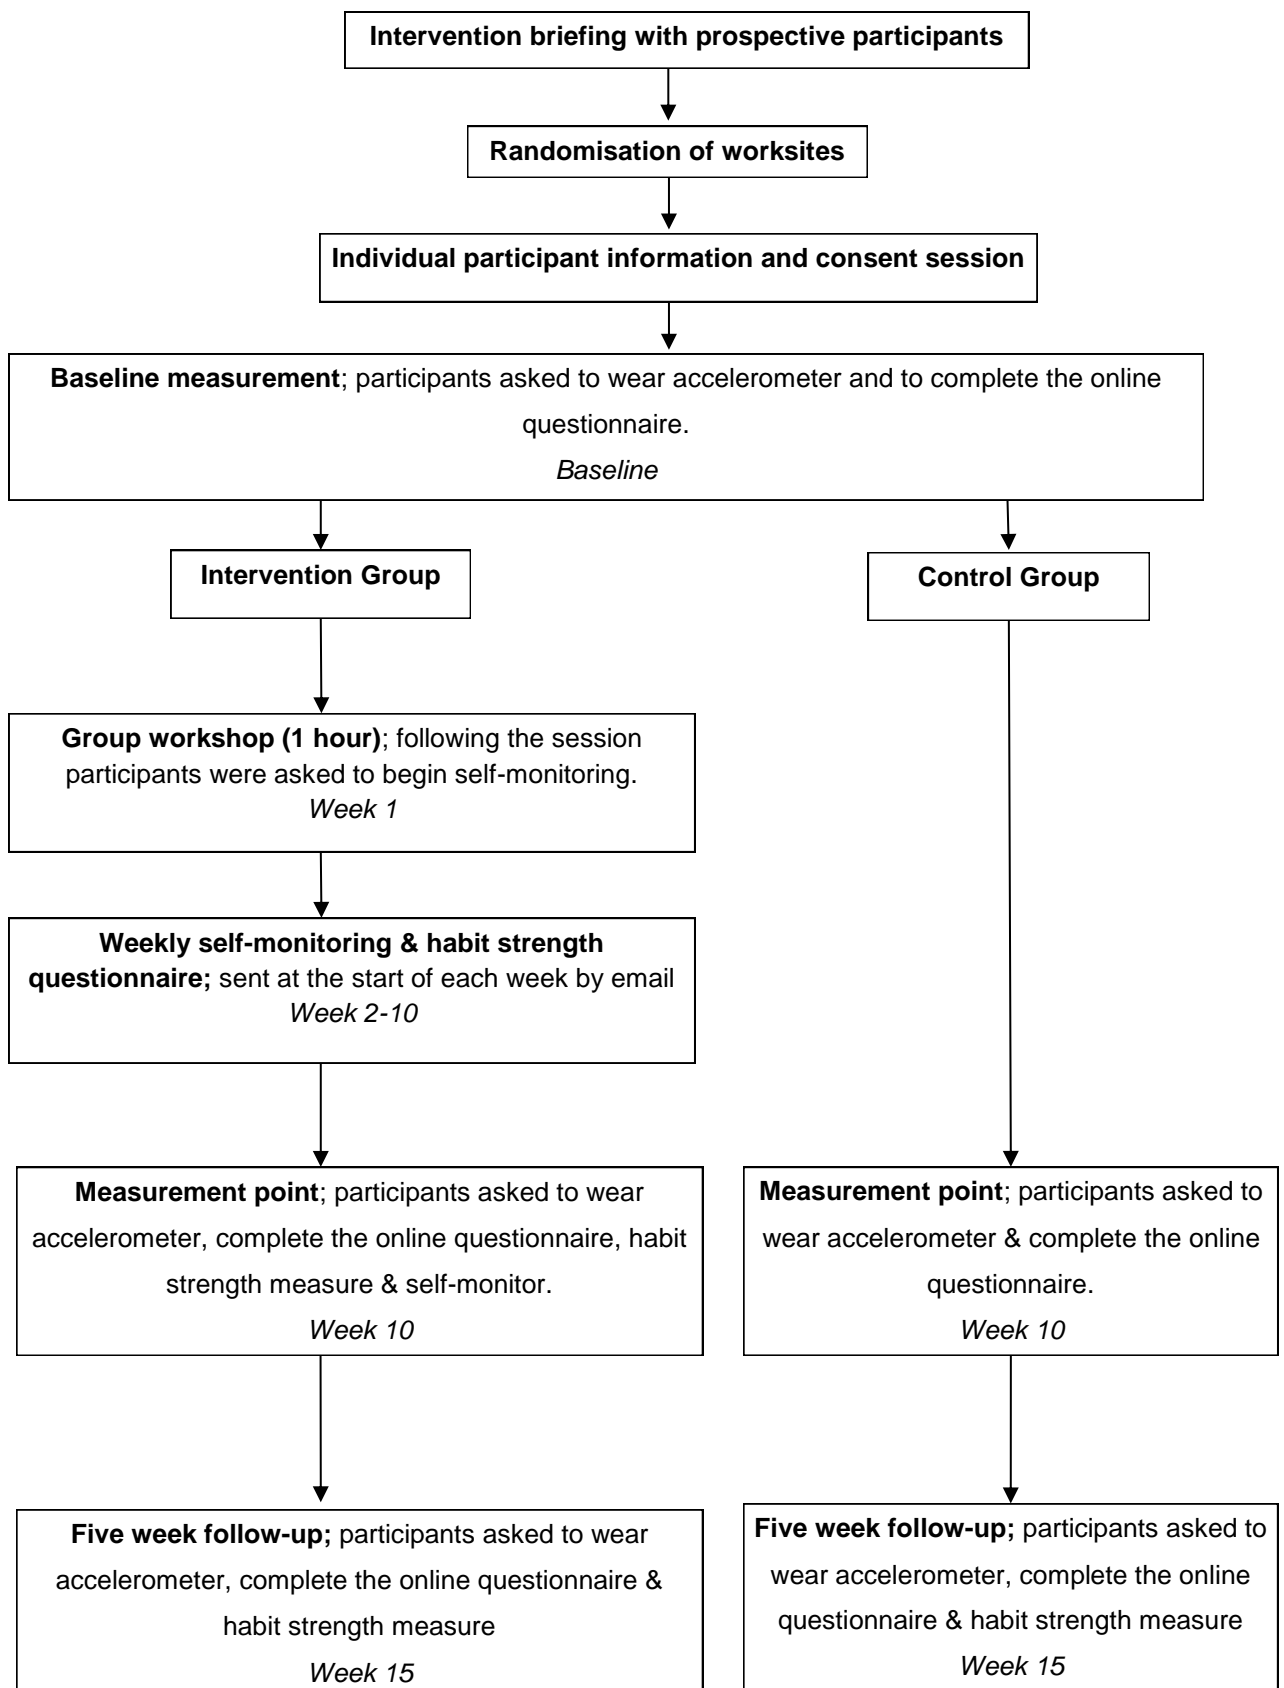 Intervention briefing with prospective participants
Randomisation of worksites
Individual participant information and consent session
Baseline measurement; participants asked to wear accelerometer and to complete the online
questionnaire.
Baseline
Intervention Group
Control Group
Group workshop (1 hour); following the session
participants were asked to begin self-monitoring.
Week 1
Weekly self-monitoring & habit strength
questionnaire; sent at the start of each week by email
Week 2-10
Measurement point; participants asked to wear
accelerometer, complete the online questionnaire, habit
strength measure & self-monitor.
Week 10
Measurement point; participants asked to
wear accelerometer & complete the online
questionnaire.
Week 10
Five week follow-up; participants asked to wear
accelerometer, complete the online questionnaire &
habit strength measure
Week 15
Five week follow-up; participants asked to
wear accelerometer, complete the online
questionnaire & habit strength measure
Week 15